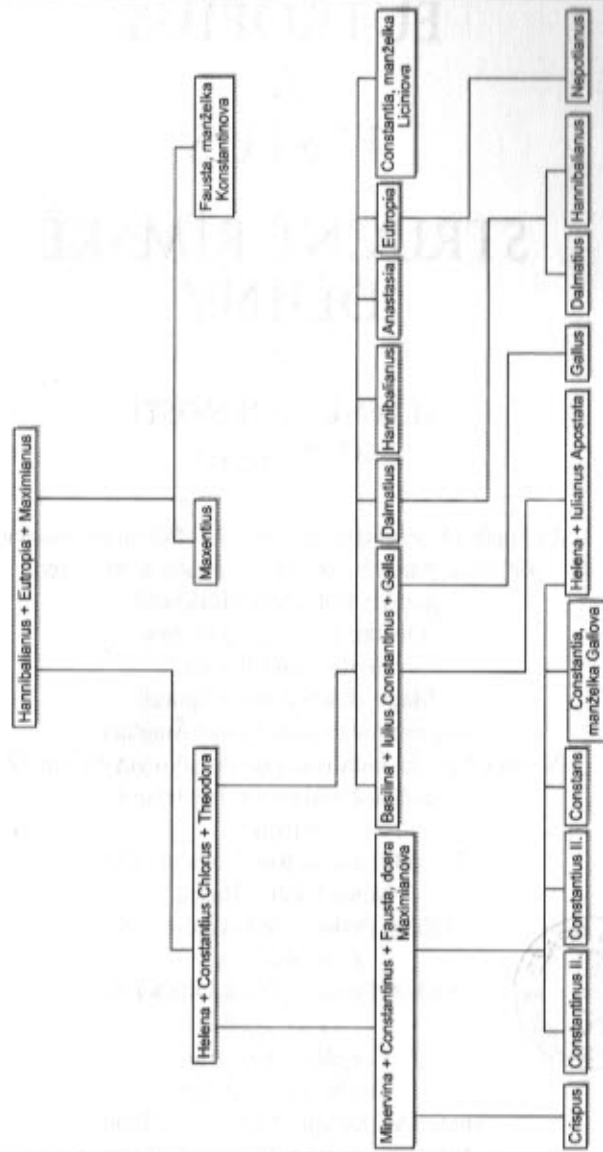 Hannibalianus + Eutropia + Maximianus
Helena + Constantius Chlorus + Theodora
Maxentius
Fausta, manželka
Konstantinova
Minervina + Constantinus + Fausta, dcera
Maximianova
Basilina + Iulius Constantinus + Galla
Dalmatius
Hannibalianus
Anastasia
Eutropia
Constantia, manželka
Liciniova
Crispus
Constantinus II.
Constantius II.
Constans
Constantia,
manželka Gallova
Helena + Iulianus Apostata
Gallus
Dalmatius
Hannibalianus
Nepotianus